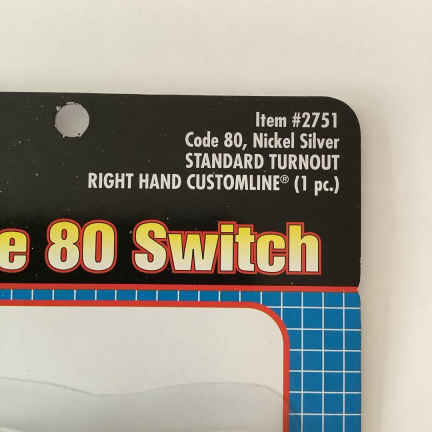 Item #2751
Code 80, Nickel Silver
STANDARD TURNOUT
RIGHT HAND CUSTOMLINE® (1 pc.)
e 80 Switch